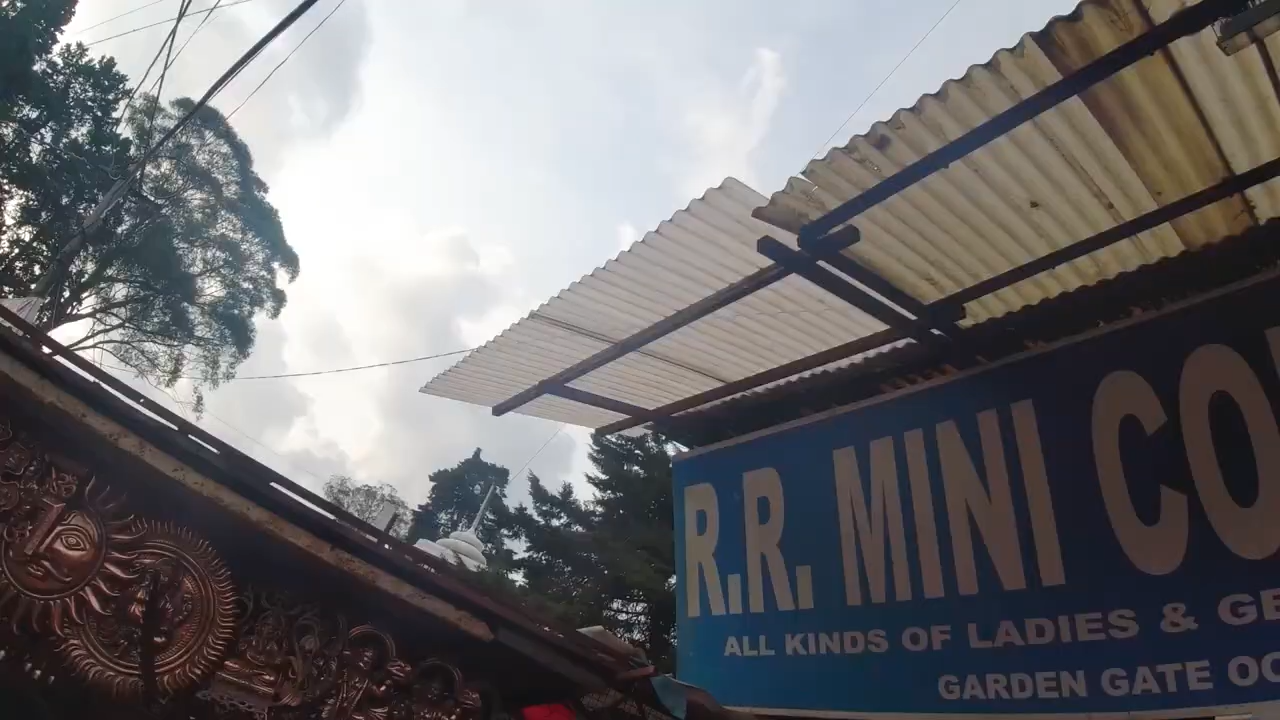 R.R. MINI CO
ALL KINDS OF LADIES & GE
GARDEN GATE OO